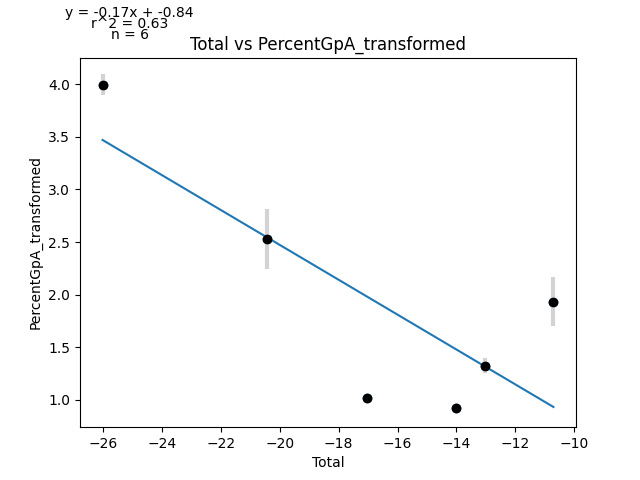 y = -0.17x + -0.84
r^2 = 0.63
n = 6
Total vs PercentGpA_transformed
PercentGpA_transformed
4.0
3.5
3.0
2.5
2.0
1.5
1.0
−26 −24 −22 −20 −18 −16 −14 −12 −10
Total